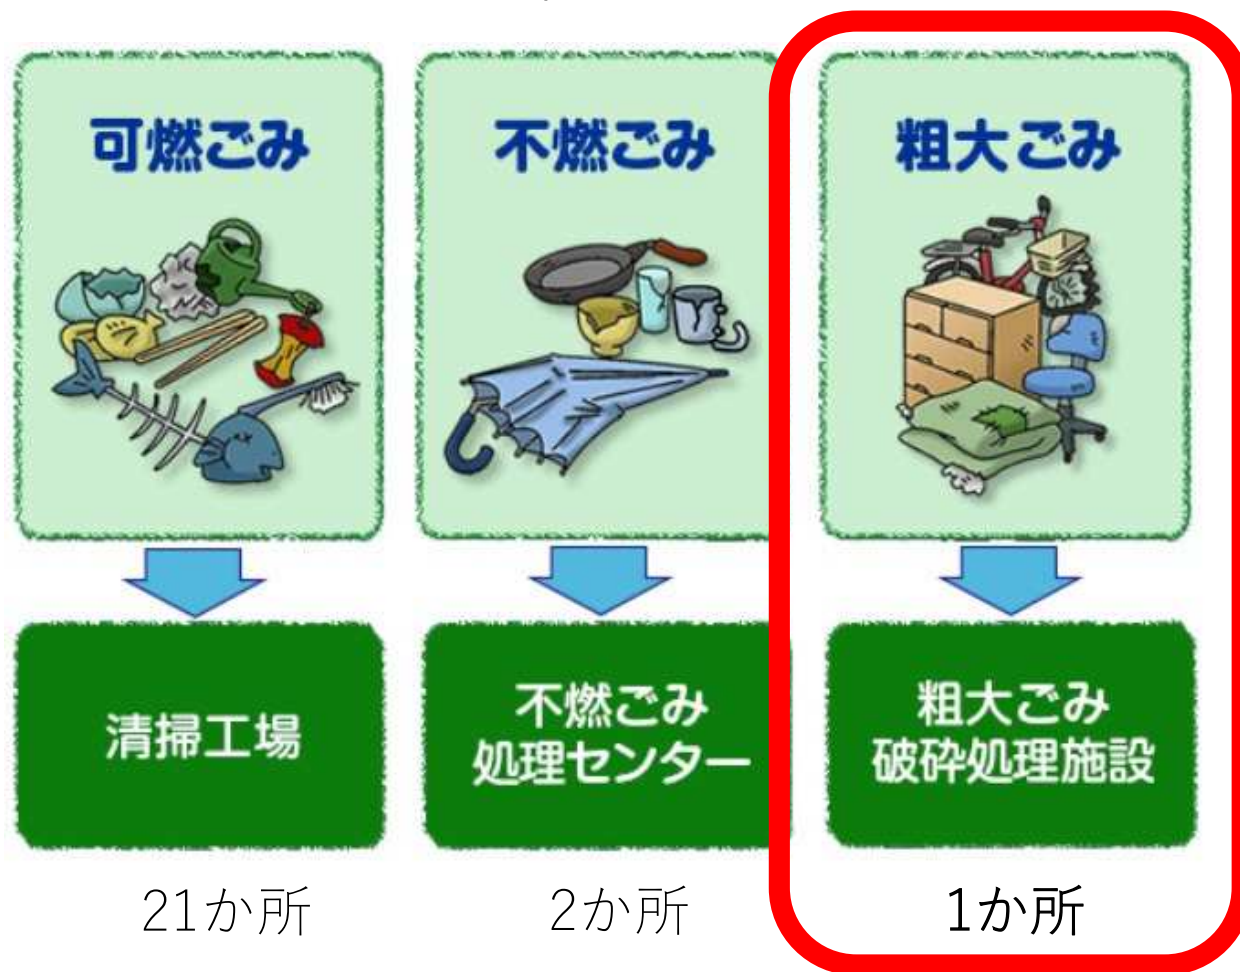 可燃ごみ
不燃ごみ
粗大ごみ
清掃工場
不燃ごみ
処理センター
粗大ごみ
破砕処理施設
21か所
2か所
1か所